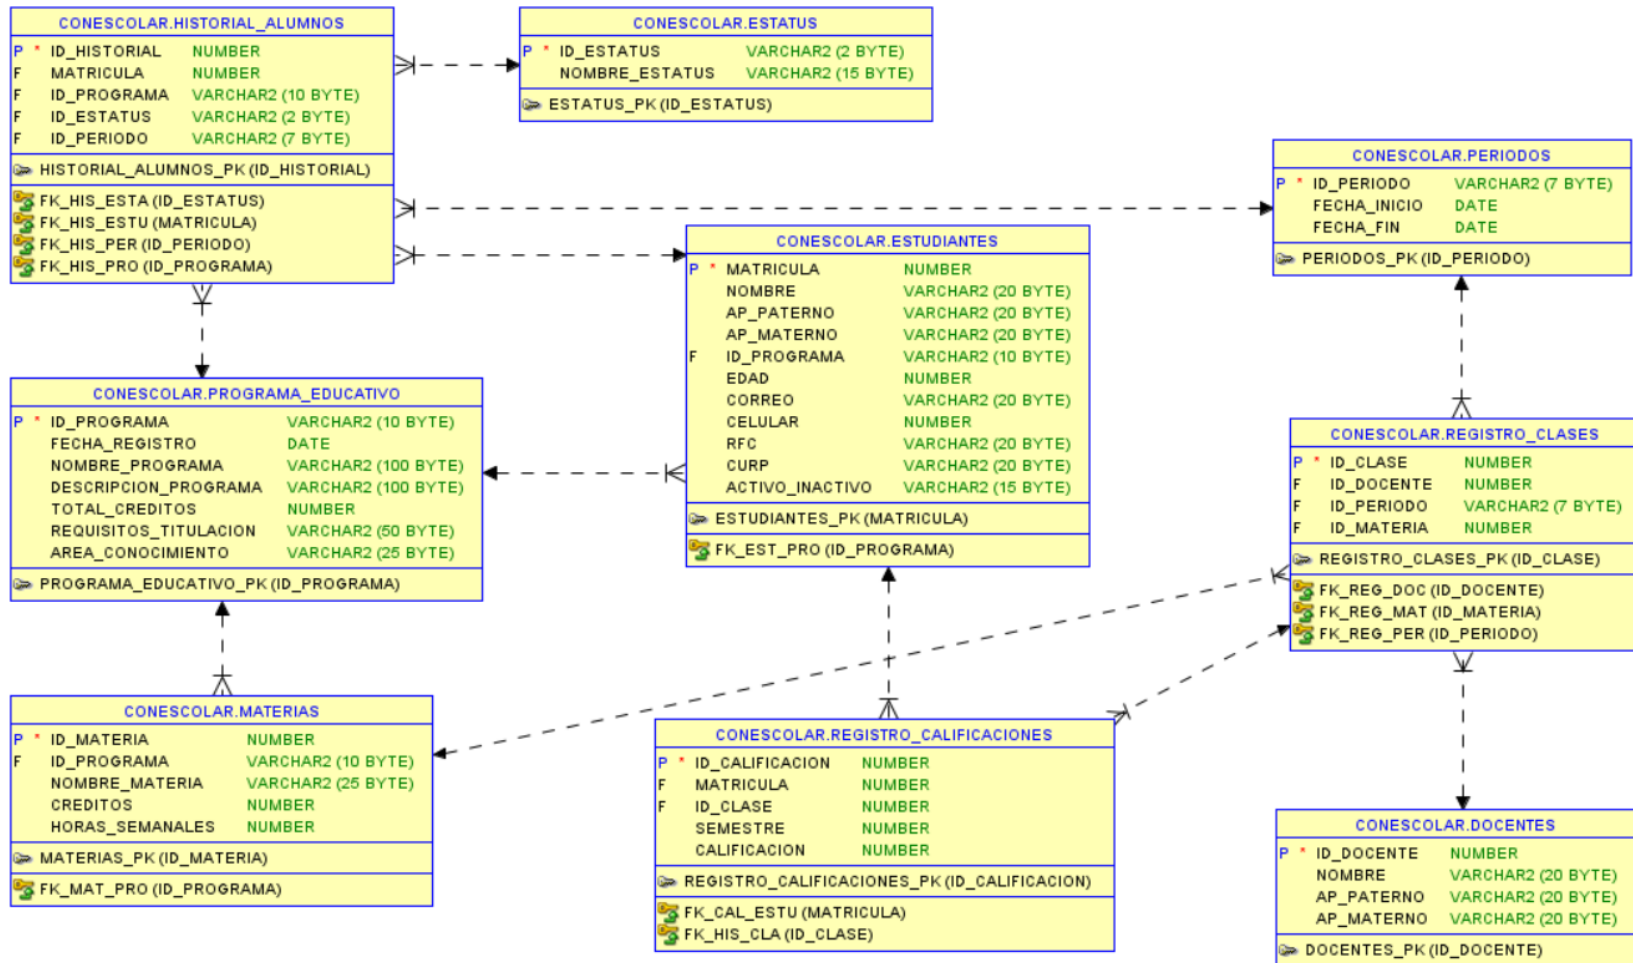 CONESCOLAR.HISTORIAL_ALUMNOS
P * ID_HISTORIAL NUMBER
F MATRICULA NUMBER
F ID_PROGRAMA VARCHAR2 (10 BYTE)
F ID_ESTATUS VARCHAR2 (2 BYTE)
F ID_PERIODO VARCHAR2 (7 BYTE)
HISTORIAL_ALUMNOS_PK (ID_HISTORIAL)
FK_HIS_ESTA (ID_ESTATUS)
FK_HIS_ESTU (MATRICULA)
FK_HIS_PER (ID_PERIODO)
FK_HIS_PRO (ID_PROGRAMA)
CONESCOLAR.ESTATUS
P * ID_ESTATUS VARCHAR2 (2 BYTE)
NOMBRE_ESTATUS VARCHAR2 (15 BYTE)
ESTATUS_PK (ID_ESTATUS)
CONESCOLAR.PERIODOS
P * ID_PERIODO VARCHAR2 (7 BYTE)
FECHA_INICIO DATE
FECHA_FIN DATE
PERIODOS_PK (ID_PERIODO)
CONESCOLAR.ESTUDIANTES
P * MATRICULA NUMBER
NOMBRE VARCHAR2 (20 BYTE)
AP_PATERNO VARCHAR2 (20 BYTE)
AP_MATERNO VARCHAR2 (20 BYTE)
F ID_PROGRAMA VARCHAR2 (10 BYTE)
EDAD NUMBER
CORREO VARCHAR2 (20 BYTE)
CELULAR NUMBER
RFC VARCHAR2 (20 BYTE)
CURP VARCHAR2 (20 BYTE)
ACTIVO_INACTIVO VARCHAR2 (15 BYTE)
ESTUDIANTES_PK (MATRICULA)
FK_EST_PRO (ID_PROGRAMA)
CONESCOLAR.PROGRAMA_EDUCATIVO
P * ID_PROGRAMA VARCHAR2 (10 BYTE)
FECHA_REGISTRO DATE
NOMBRE_PROGRAMA VARCHAR2 (100 BYTE)
DESCRIPCION_PROGRAMA VARCHAR2 (100 BYTE)
TOTAL_CREDITOS NUMBER
REQUISITOS_TITULACION VARCHAR2 (50 BYTE)
AREA_CONOCIMIENTO VARCHAR2 (25 BYTE)
PROGRAMA_EDUCATIVO_PK (ID_PROGRAMA)
CONESCOLAR.REGISTRO_CLASES
P * ID_CLASE NUMBER
F ID_DOCENTE NUMBER
F ID_PERIODO VARCHAR2 (7 BYTE)
F ID_MATERIA NUMBER
REGISTRO_CLASES_PK (ID_CLASE)
FK_REG_DOC (ID_DOCENTE)
FK_REG_MAT (ID_MATERIA)
FK_REG_PER (ID_PERIODO)
CONESCOLAR.MATERIAS
P * ID_MATERIA NUMBER
F ID_PROGRAMA VARCHAR2 (10 BYTE)
NOMBRE_MATERIA VARCHAR2 (25 BYTE)
CREDITOS NUMBER
HORAS_SEMANALES NUMBER
MATERIAS_PK (ID_MATERIA)
FK_MAT_PRO (ID_PROGRAMA)
CONESCOLAR.REGISTRO_CALIFICACIONES
P * ID_CALIFICACION NUMBER
F MATRICULA NUMBER
F ID_CLASE NUMBER
SEMESTRE NUMBER
CALIFICACION NUMBER
REGISTRO_CALIFICACIONES_PK (ID_CALIFICACION)
FK_CAL_ESTU (MATRICULA)
FK_HIS_CLA (ID_CLASE)
CONESCOLAR.DOCENTES
P * ID_DOCENTE NUMBER
NOMBRE VARCHAR2 (20 BYTE)
AP_PATERNO VARCHAR2 (20 BYTE)
AP_MATERNO VARCHAR2 (20 BYTE)
DOCENTES_PK (ID_DOCENTE)